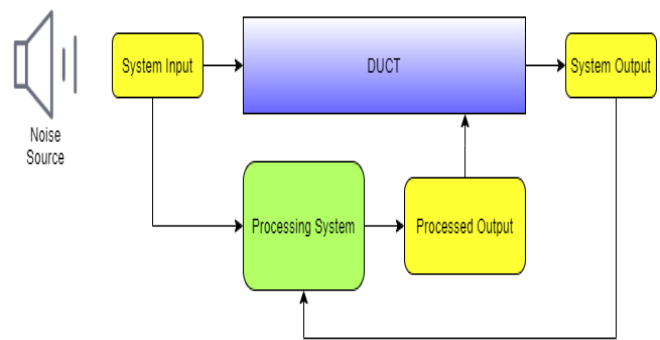 System Input
DUCT
System Output
Noise
Source
Processing System
Processed Output